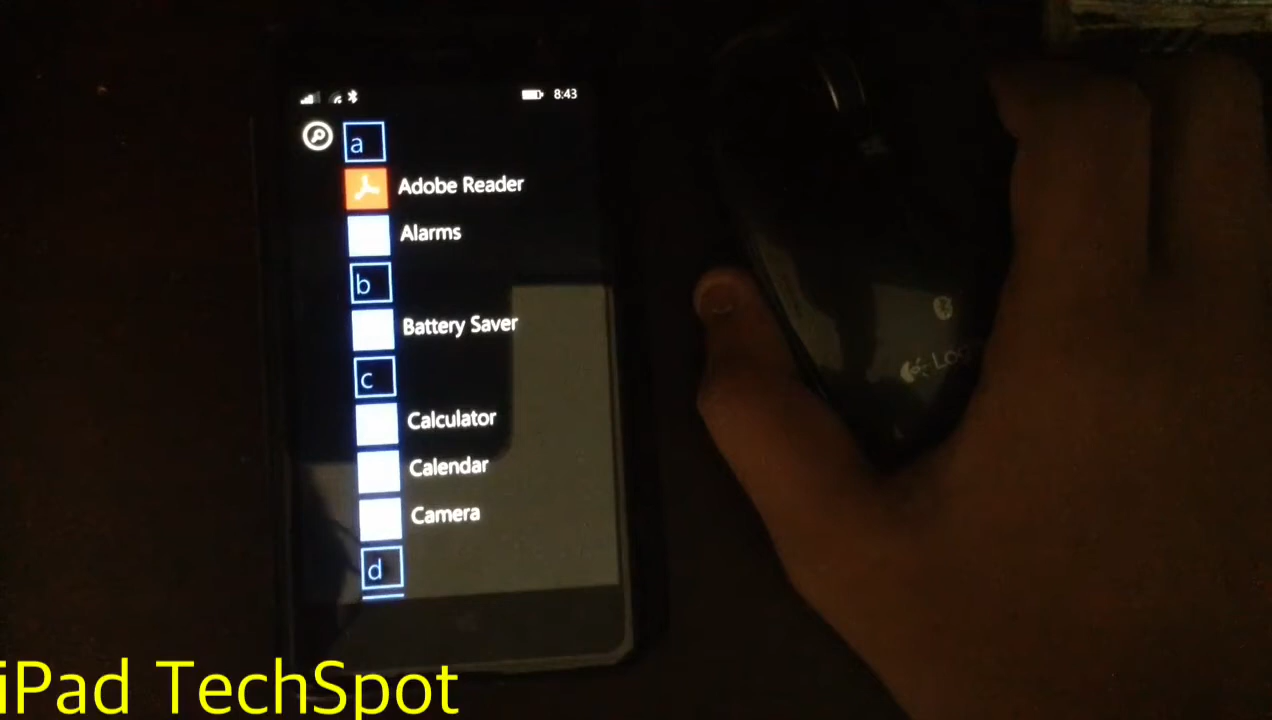 8:43
a
Adobe Reader
Alarms
b
Battery Saver
c
Calculator
Calendar
Camera
d
iPad TechSpot